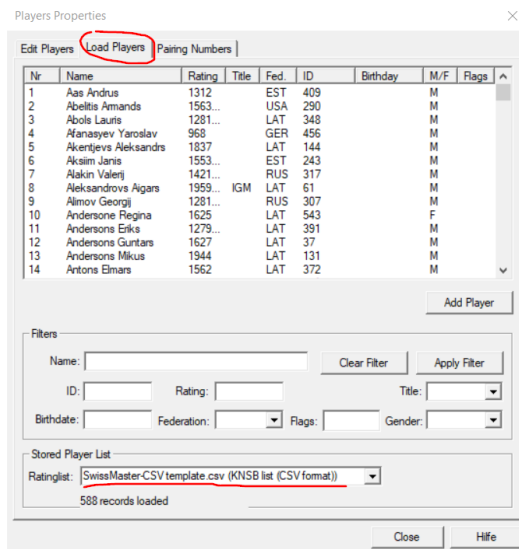 Players Properties
Edit Players Load Players Pairing Numbers
Nr Name Rating Title Fed. ID Birthday M/F Flags
1 Aas Andrus 1312 EST 409 M
2 Abelitis Armands 1563... USA 290 M
3 Abols Lauris 1281... LAT 348 M
4 Afanasyev Yaroslav 968 GER 456 M
5 Akentjevs Aleksandrs 1837 LAT 144 M
6 Aksiim Janis 1553... EST 243 M
7 Alakin Valerij 1421... RUS 317 M
8 Aleksandrovs Aigars 1959... IGM LAT 61 M
9 Alimov Georgij 1281... RUS 307 M
10 Andersone Regina 1625 LAT 543 F
11 Andersons Eriks 1279... LAT 391 M
12 Andersons Guntars 1627 LAT 37 M
13 Andersons Mikus 1944 LAT 131 M
14 Antons Elmars 1562 LAT 372 M
Add Player
Filters
Name: Clear Filter Apply Filter
ID: Rating: Title:
Birthdate: Federation: Flags: Gender:
Stored Player List
Ratinglist: SwissMaster-CSV template.csv (KNSB list (CSV format))
588 records loaded
Close Hilfe